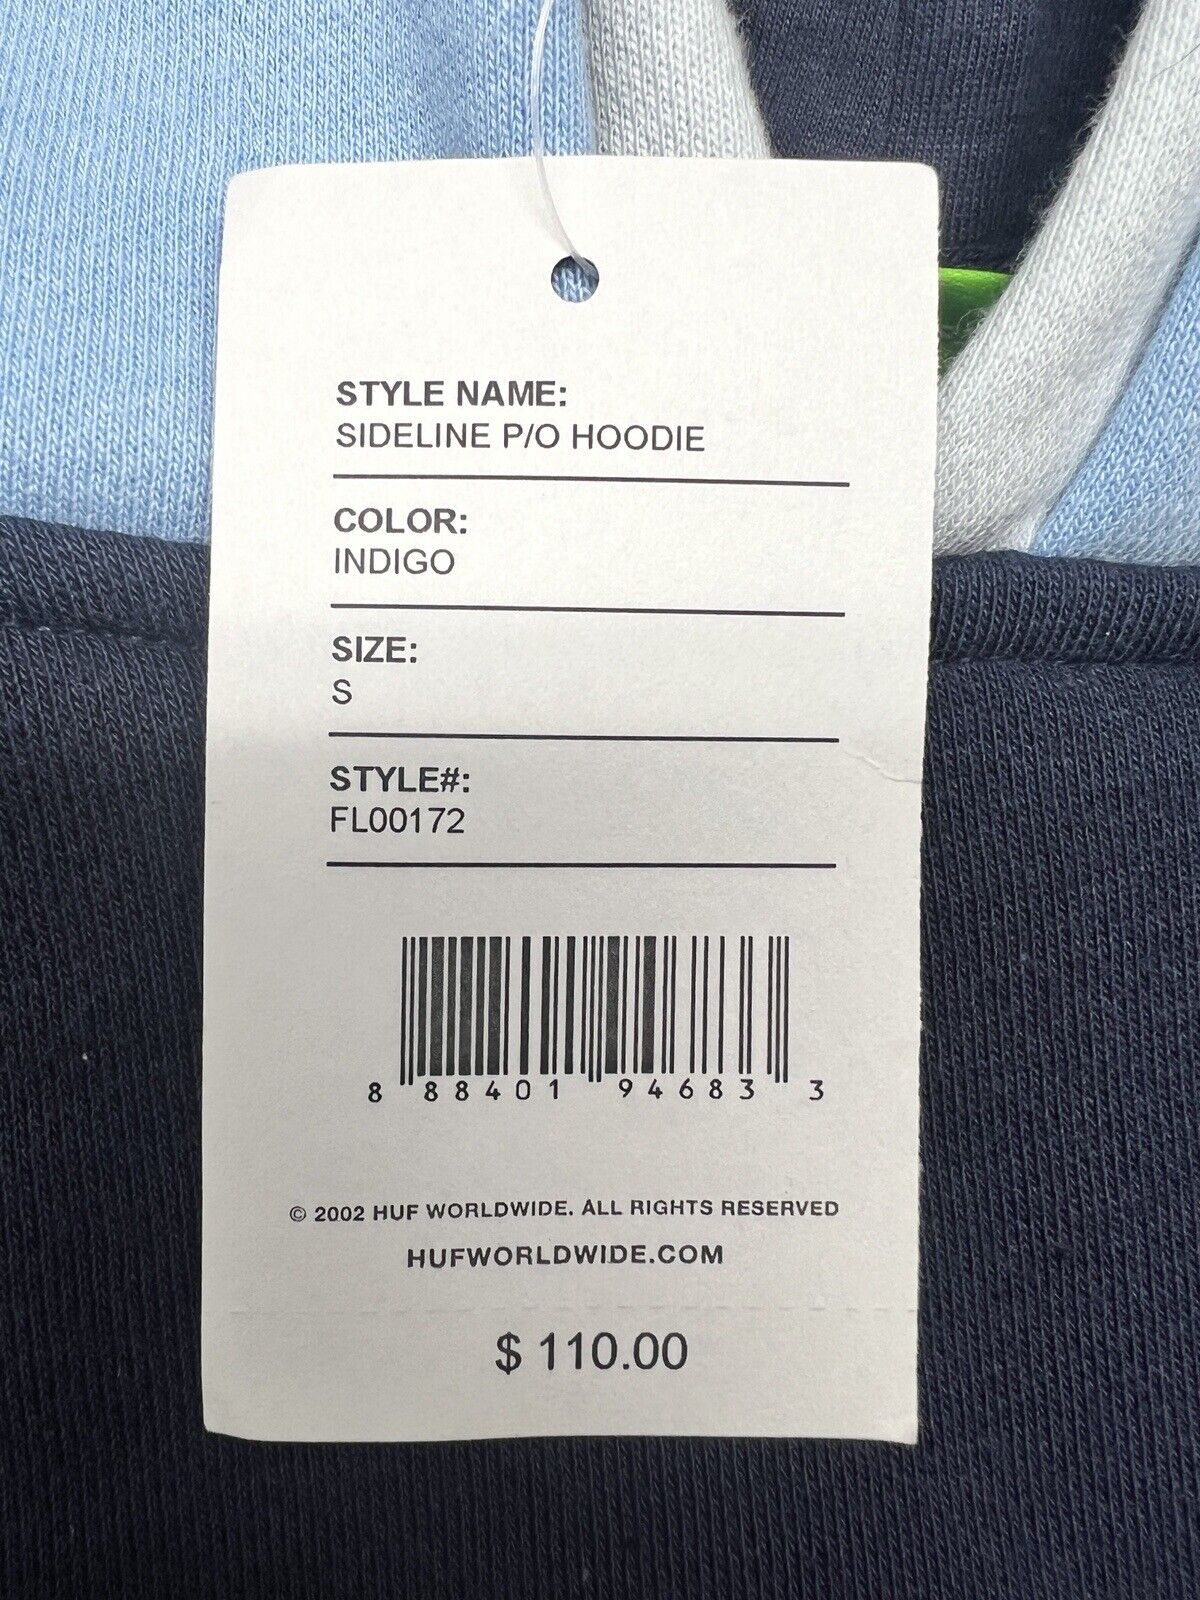 STYLE NAME:
SIDELINE P/O HOODIE
COLOR:
INDIGO
SIZE:
S
STYLE#:
FL00172
8 88401 94683 3
© 2002 HUF WORLDWIDE. ALL RIGHTS RESERVED
HUFWORLDWIDE.COM
$ 110.00